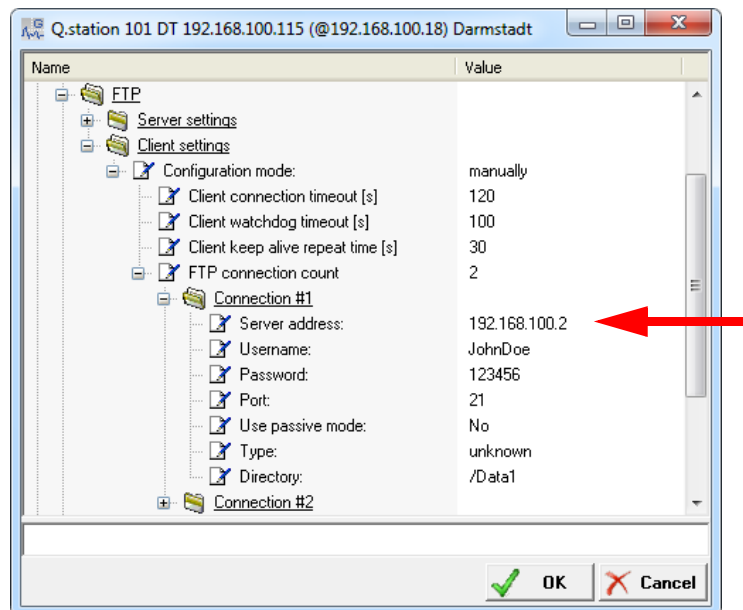 Q.station 101 DT 192.168.100.115 (@192.168.100.18) Darmstadt
Name Value
FTP
Server settings
Client settings
Configuration mode: manually
Client connection timeout [s] 120
Client watchdog timeout [s] 100
Client keep alive repeat time [s] 30
FTP connection count 2
Connection #1
Server address: 192.168.100.2
Username: JohnDoe
Password: 123456
Port: 21
Use passive mode: No
Type: unknown
Directory: /Data1
Connection #2
OK Cancel